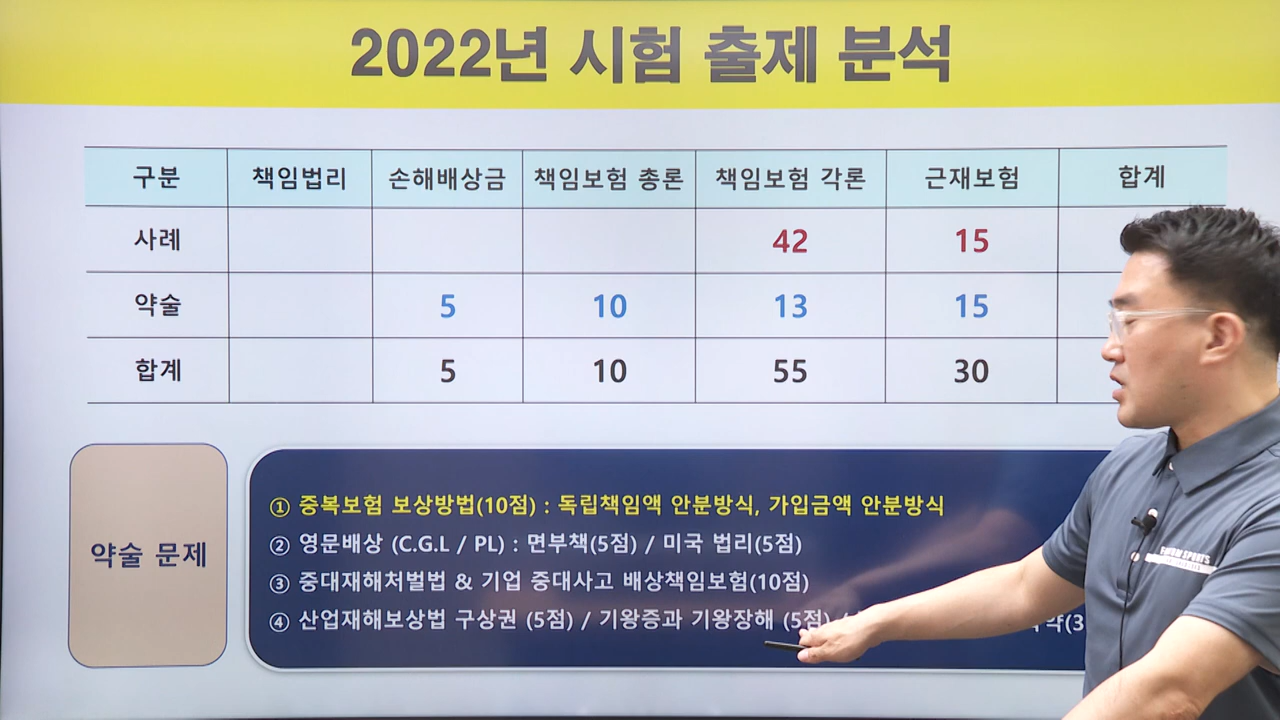 2022년 시험 출제 분석
구분 책임법리 손해배상금 책임보험 총론 책임보험 각론 근재보험 합계
사례 42 15
약술 5 10 13 15
합계 5 10 55 30
약술 문제
① 중복보험 보상방법(10점) : 독립책임액 안분방식, 가입금액 안분방식
② 영문배상 (C.G.L / PL) : 면부책(5점) / 미국 법리(5점)
③ 중대재해처벌법 & 기업 중대사고 배상책임보험(10점)
④ 산업재해보상법 구상권 (5점) / 기왕증과 기왕장해 (5점) / 약(3